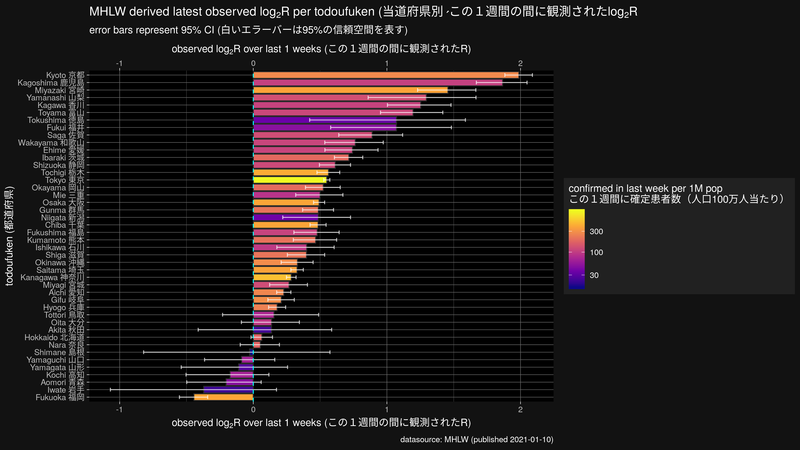 MHLW derived latest observed log₂R per todoufuken (当道府県別 -この１週間の間に観測されたlog₂R
error bars represent 95% CI (白いエラーバーは95%の信頼空間を表す)
observed log₂R over last 1 weeks (この１週間の間に観測されたR)
-1 0 1 2
todoufuken (都道府県)
Kyoto 京都
Kagoshima 鹿児島
Miyazaki 宮崎
Yamanashi 山梨
Kagawa 香川
Toyama 富山
Tokushima 徳島
Fukui 福井
Saga 佐賀
Wakayama 和歌山
Ehime 愛媛
Ibaraki 茨城
Shizuoka 静岡
Tochigi 栃木
Tokyo 東京
Okayama 岡山
Mie 三重
Osaka 大阪
Gunma 群馬
Niigata 新潟
Chiba 千葉
Fukushima 福島
Kumamoto 熊本
Ishikawa 石川
Shiga 滋賀
Okinawa 沖縄
Saitama 埼玉
Kanagawa 神奈川
Miyagi 宮城
Aichi 愛知
Gifu 岐阜
Hyogo 兵庫
Tottori 鳥取
Oita 大分
Akita 秋田
Hokkaido 北海道
Nara 奈良
Shimane 島根
Yamaguchi 山口
Yamagata 山形
Kochi 高知
Aomori 青森
Iwate 岩手
Fukuoka 福岡
-1 0 1 2
observed log₂R over last 1 weeks (この１週間の間に観測されたR)
confirmed in last week per 1M pop
この１週間に確定患者数（人口100万人当たり）
300
100
30
datasource: MHLW (published 2021-01-10)